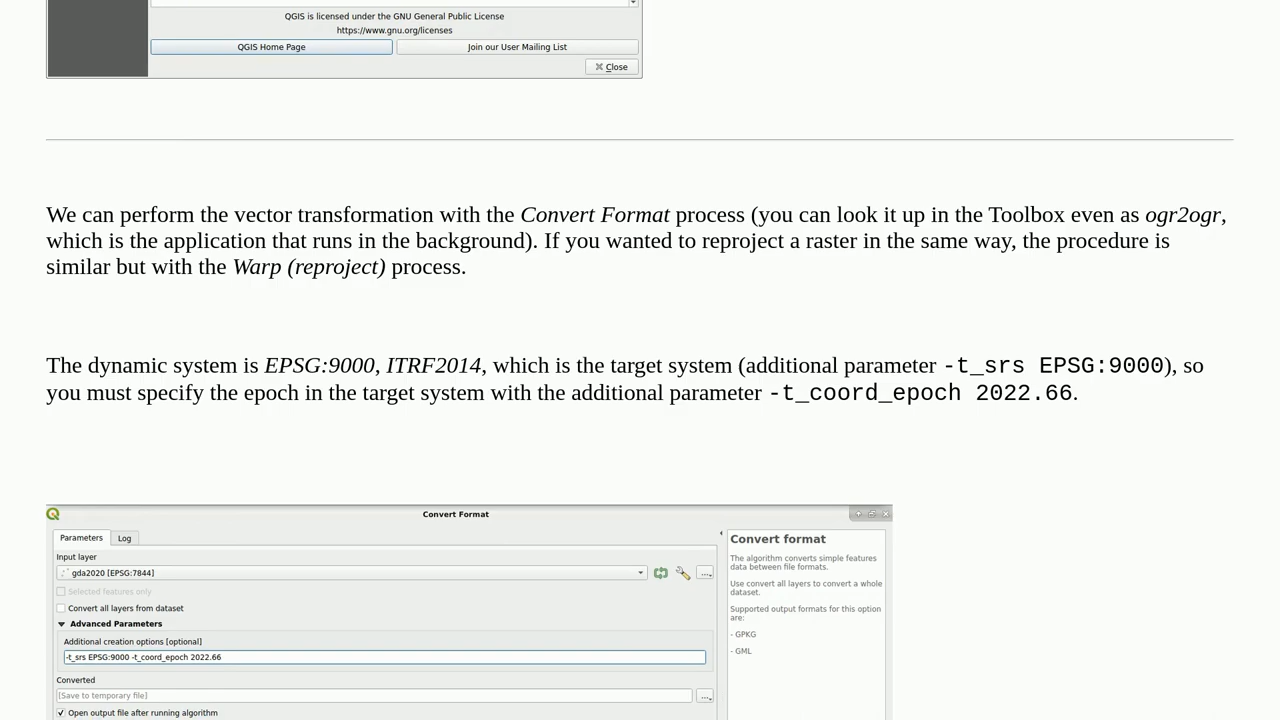 QGIS is licensed under the GNU General Public License
https://www.gnu.org/licenses
QGIS Home Page
Join our User Mailing List
Close
We can perform the vector transformation with the Convert Format process (you can look it up in the Toolbox even as ogr2ogr,
which is the application that runs in the background). If you wanted to reproject a raster in the same way, the procedure is
similar but with the Warp (reproject) process.
The dynamic system is EPSG:9000, ITRF2014, which is the target system (additional parameter -t_srs EPSG:9000), so
you must specify the epoch in the target system with the additional parameter -t_coord_epoch 2022.66.
Convert Format
Parameters
Log
Input layer
gda2020 [EPSG:7844]
...
Selected features only
Convert all layers from dataset
Advanced Parameters
Additional creation options [optional]
-t_srs EPSG:9000 -t_coord_epoch 2022.66
Converted
[Save to temporary file]
...
Open output file after running algorithm
Convert format
The algorithm converts simple features
data between file formats.
Use convert all layers to convert a whole
dataset.
Supported output formats for this option
are:
- GPKG
- GML